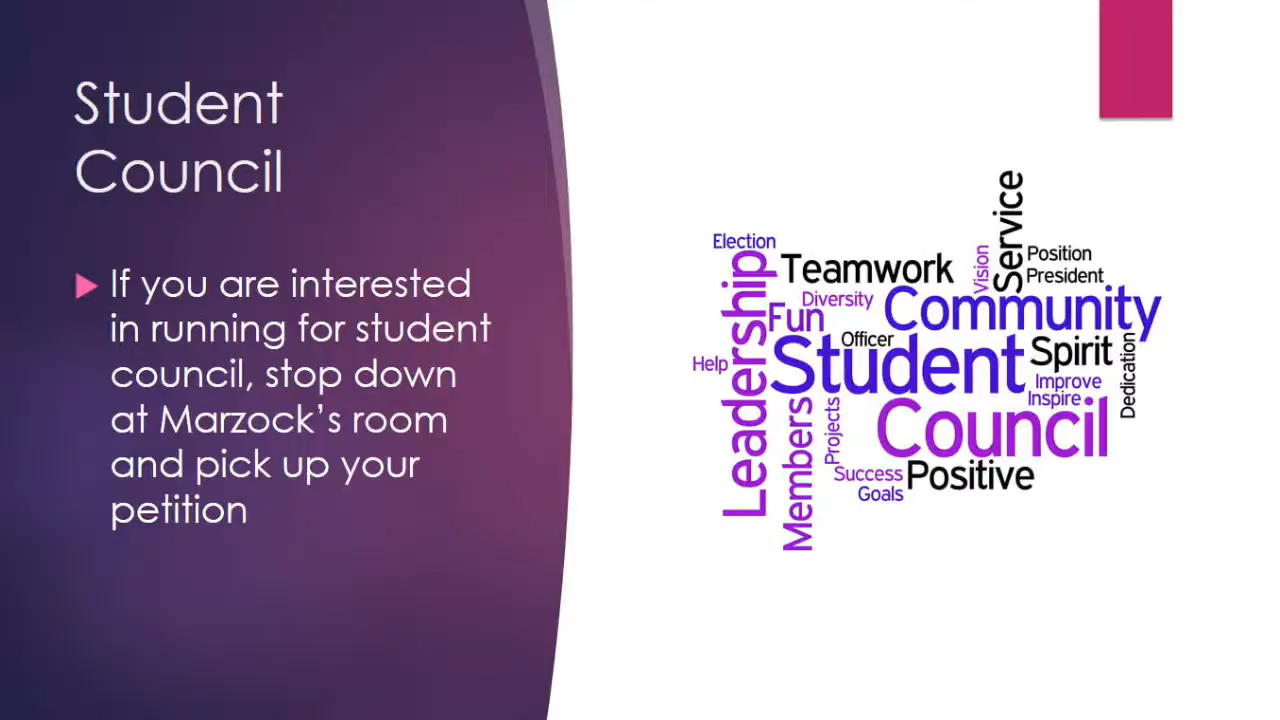 Student
Council
If you are interested
in running for student
council, stop down
at Marzock’s room
and pick up your
petition
Service
Election
Teamwork
Vision
Position
President
Leadership
Diversity
Fun
Community
Officer
Student
Spirit
Help
Dedication
Improve
Inspire
Members
Projects
Council
Success
Positive
Goals